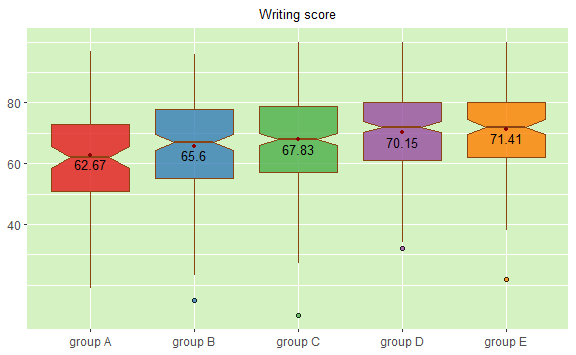 Writing score
80
60
40
62.67
65.6
67.83
70.15
71.41
group A
group B
group C
group D
group E